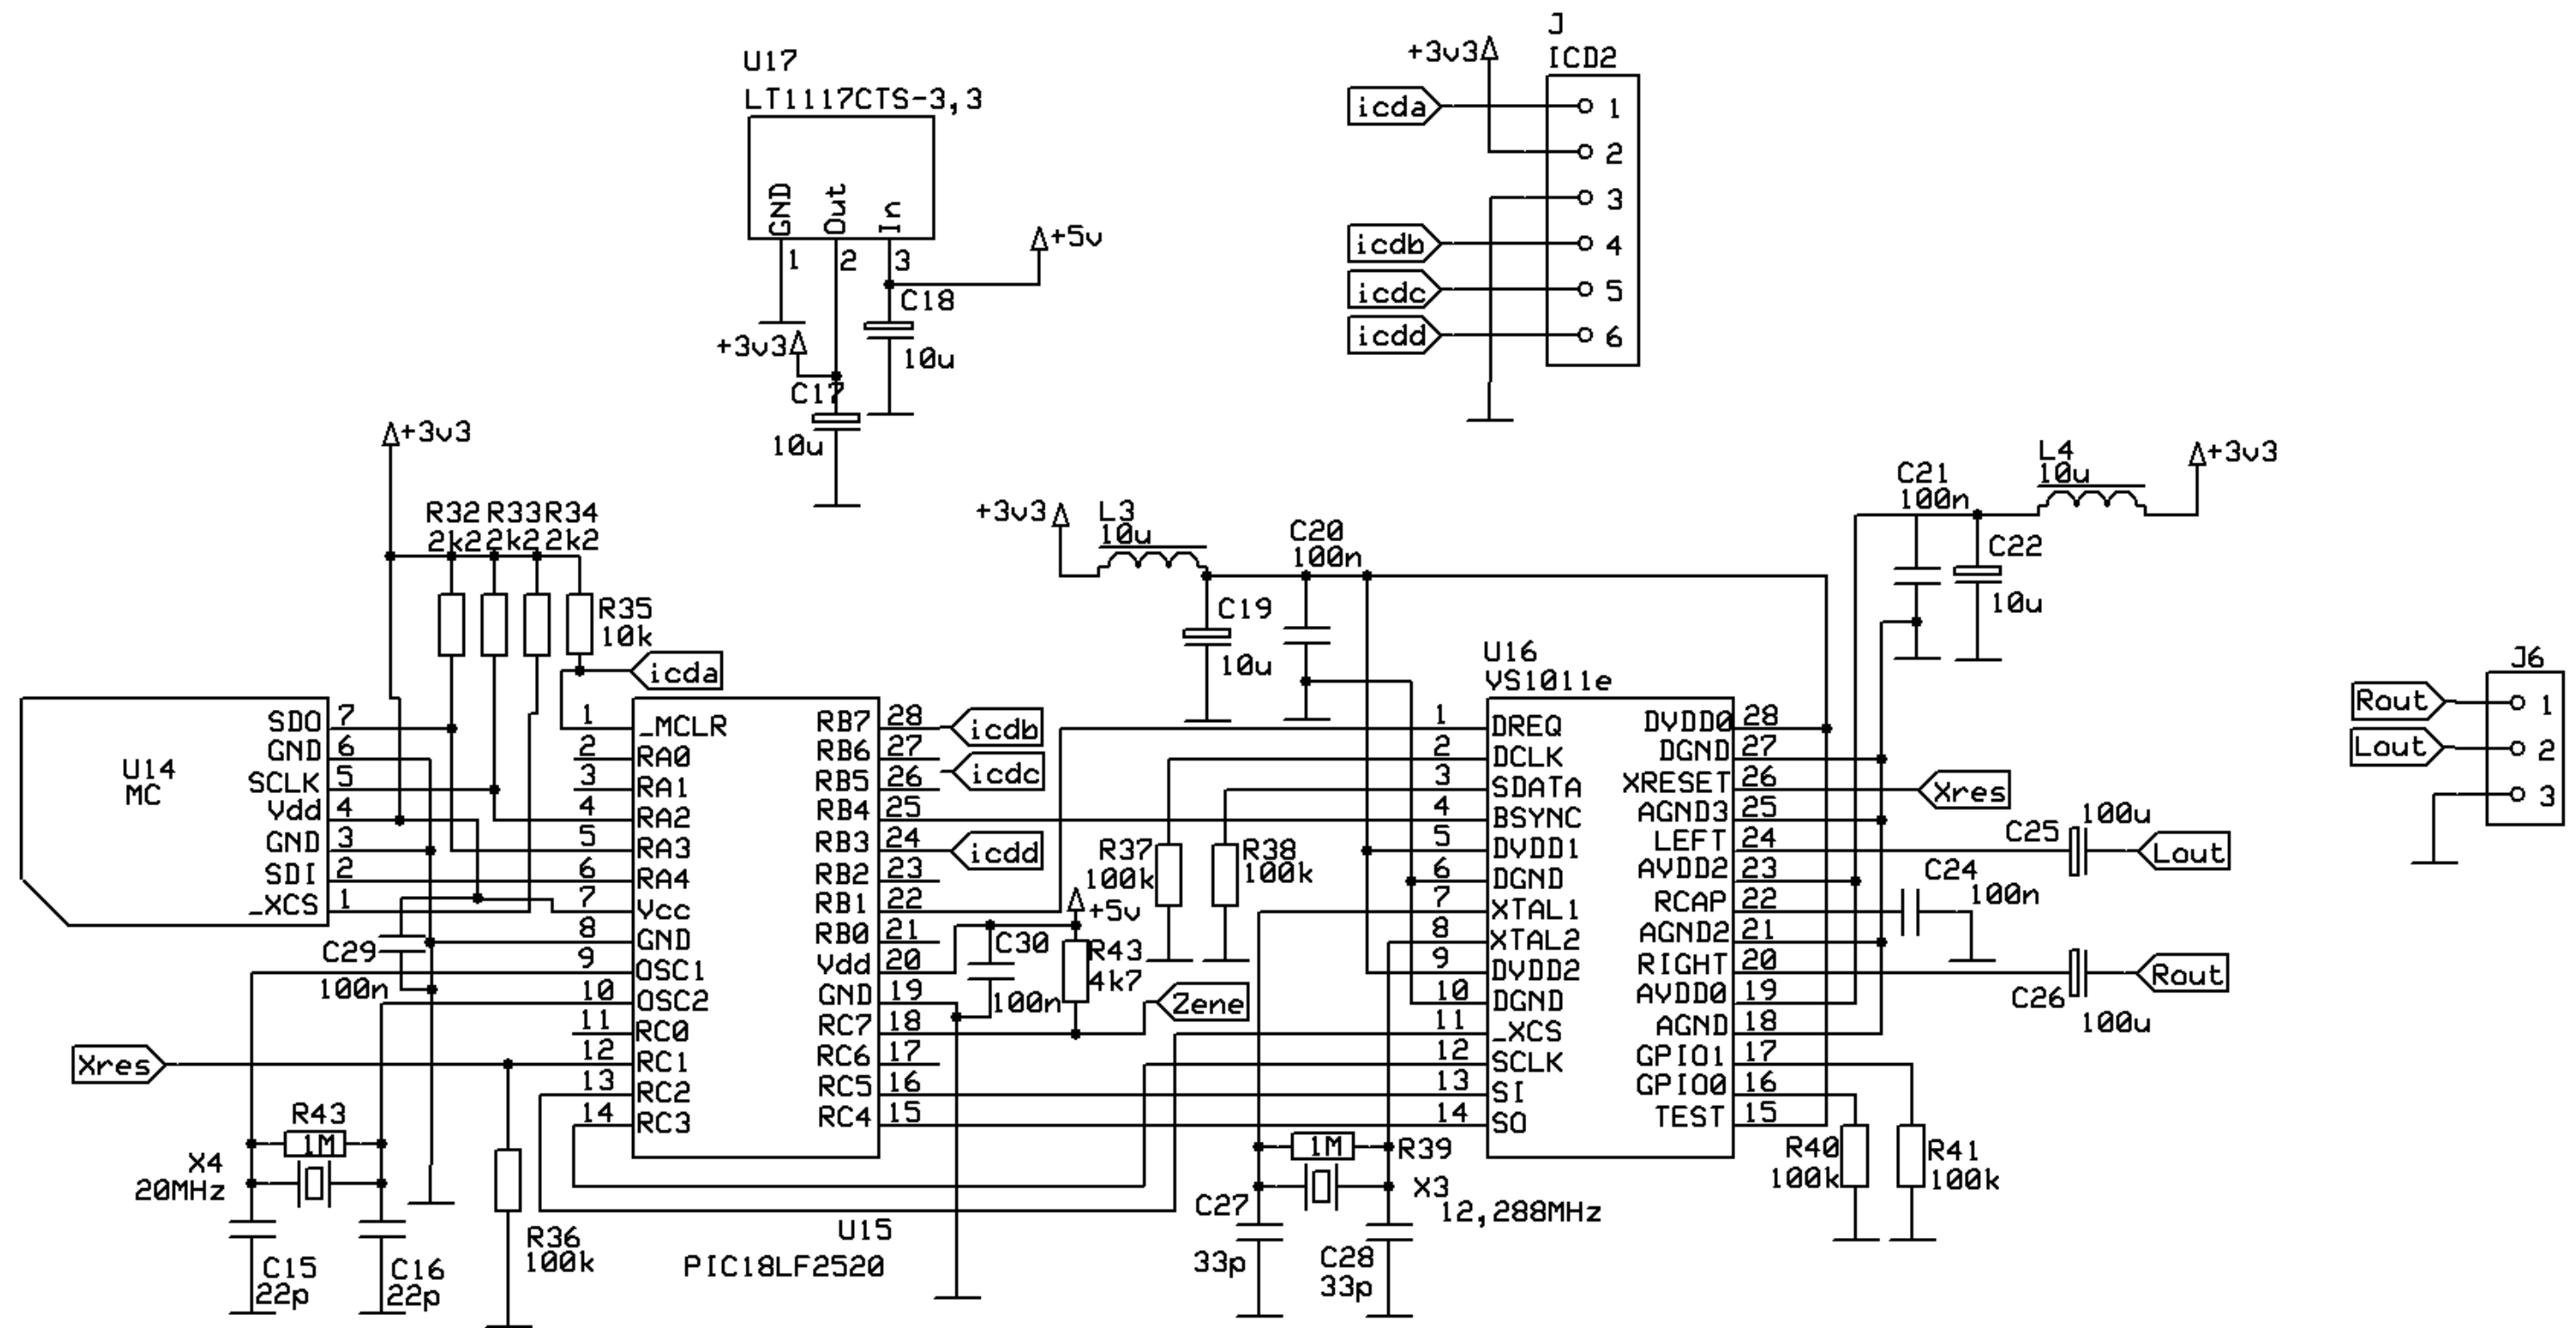 J
ICD2
+3v3
icda
1
2
3
icdb
4
icdc
5
icdd
6
U17
LT1117CTS-3,3
GND
Out
In
1
2
3
+5v
C18
10u
+3v3
C17
10u
+3v3
R32 R33 R34
2k2 2k2 2k2
R35
10k
icda
U14
MC
SDO 7
GND 6
SCLK 5
Vdd 4
GND 3
SDI 2
_XCS 1
C29
100n
Xres
R43
1M
X4
20MHz
C15
22p
C16
22p
R36
100k
1 _MCLR
2 RA0
3 RA1
4 RA2
5 RA3
6 RA4
7 Vcc
8 GND
9 OSC1
10 OSC2
11 RC0
12 RC1
13 RC2
14 RC3
RB7 28
RB6 27
RB5 26
RB4 25
RB3 24
RB2 23
RB1 22
RB0 21
Vdd 20
GND 19
RC7 18
RC6 17
RC5 16
RC4 15
U15
PIC18LF2520
icdb
icdc
icdd
+5v
C30
100n
R43
4k7
Zene
+3v3
L3
10u
C20
100n
C19
10u
R37
100k
R38
100k
U16
VS1011e
1 DREQ
2 DCLK
3 SDATA
4 BSYNC
5 DVDD1
6 DGND
7 XTAL1
8 XTAL2
9 DVDD2
10 DGND
11 _XCS
12 SCLK
13 SI
14 SO
DVDD0 28
DGND 27
XRESET 26
AGND3 25
LEFT 24
AVDD2 23
RCAP 22
AGND2 21
RIGHT 20
AVDD0 19
AGND 18
GPIO1 17
GPIO0 16
TEST 15
1M
R39
X3
12,288MHz
C27
33p
C28
33p
R40
100k
R41
100k
C21
100n
L4
10u
+3v3
C22
10u
Xres
C25
100u
Lout
C24
100n
C26
100u
Rout
J6
Rout
1
Lout
2
3